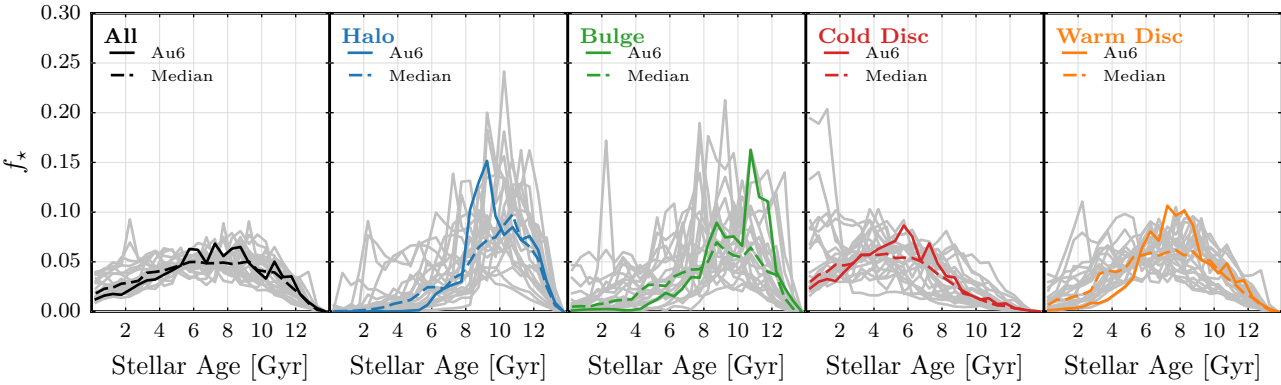 0.30
0.25
0.20
0.15
0.10
0.05
0.00
f⋆
All
Au6
Median
Halo
Au6
Median
Bulge
Au6
Median
Cold Disc
Au6
Median
Warm Disc
Au6
Median
2 4 6 8 10 12
2 4 6 8 10 12
2 4 6 8 10 12
2 4 6 8 10 12
2 4 6 8 10 12
Stellar Age [Gyr]
Stellar Age [Gyr]
Stellar Age [Gyr]
Stellar Age [Gyr]
Stellar Age [Gyr]